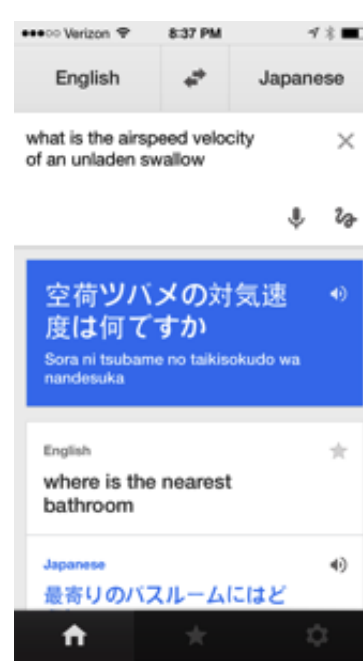 Verizon 8:37 PM
English Japanese
what is the airspeed velocity
of an unladen swallow
空荷ツバメの対気速
度は何ですか
Sora ni tsubame no taikisokudo wa
nandesuka
English
where is the nearest
bathroom
Japanese
最寄りのバスルームにはど